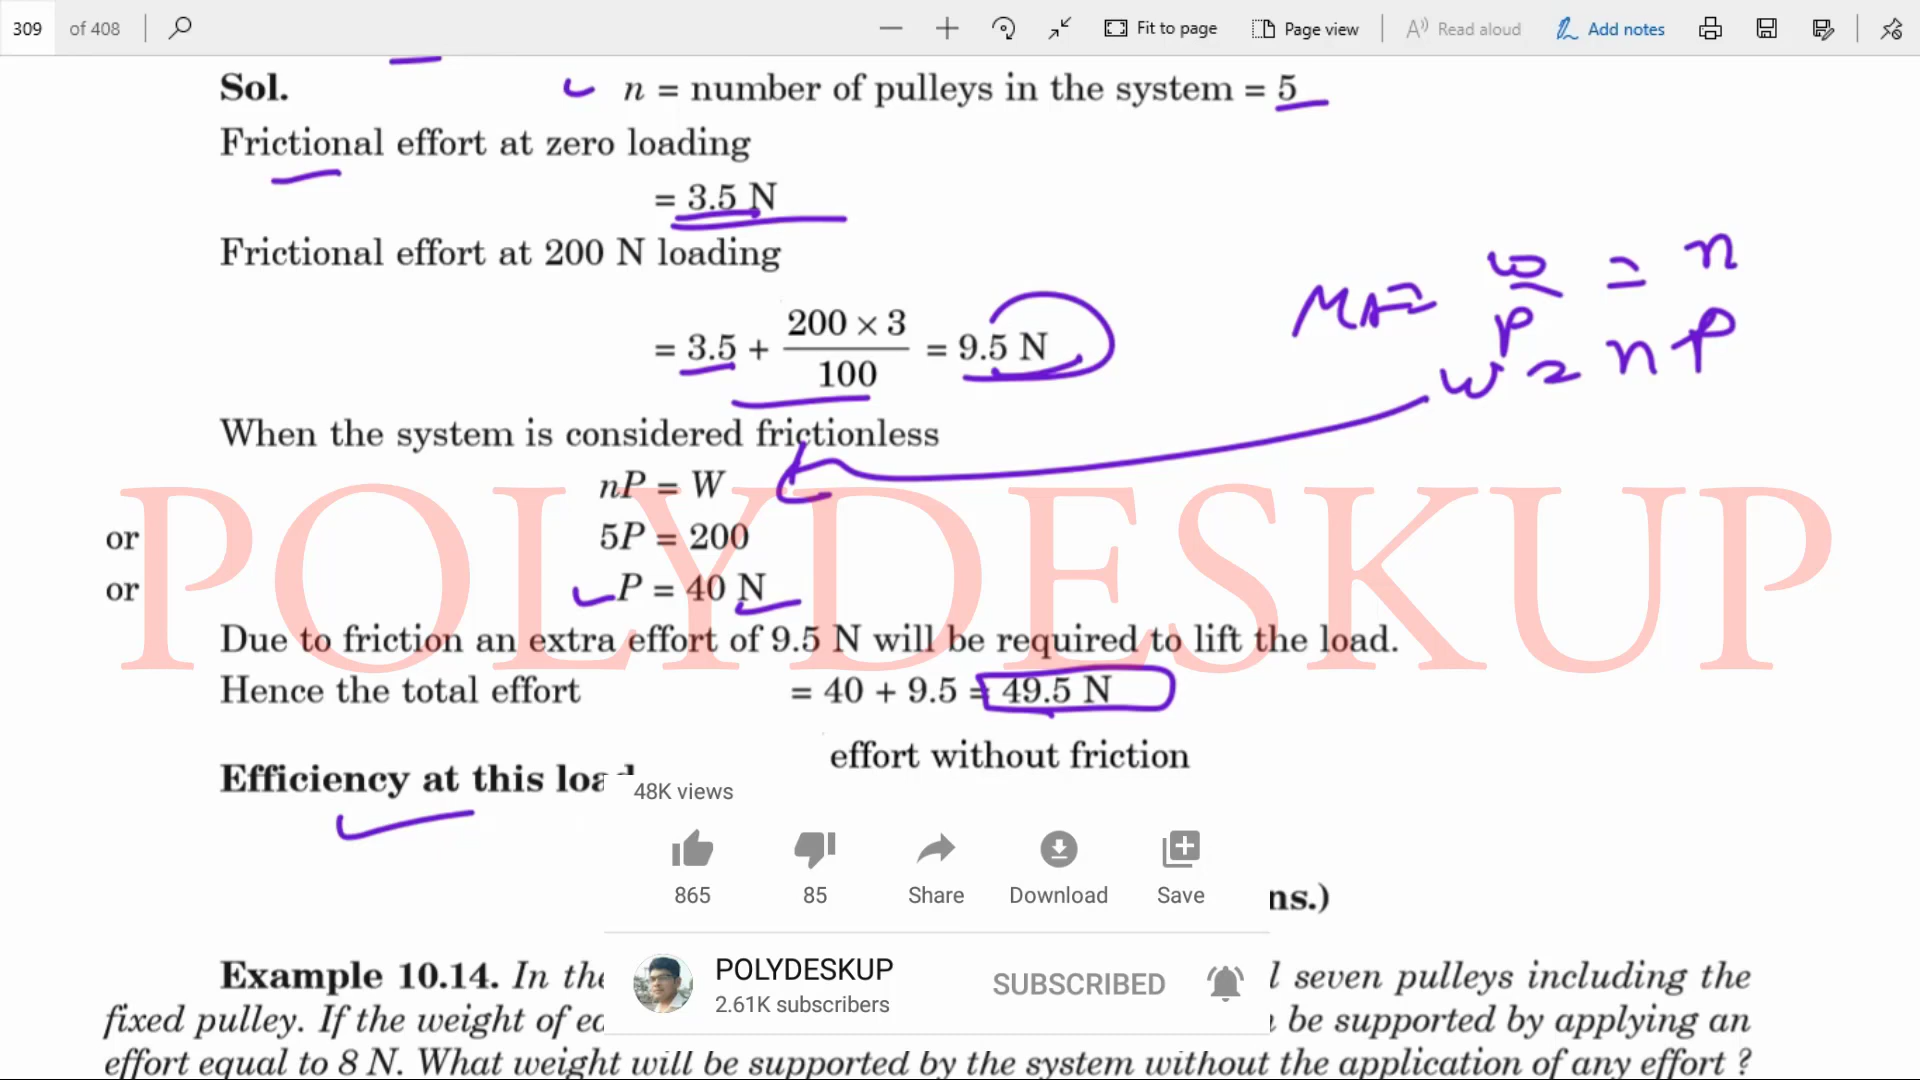 309 of 408 Fit to page Page view Read aloud Add notes
Sol. n = number of pulleys in the system = 5
Frictional effort at zero loading
= 3.5 N
Frictional effort at 200 N loading
= 3.5 + 200 × 3 / 100 = 9.5 N
MA = w/p = n
w = np
When the system is considered frictionless
nP = W
or 5P = 200
or P = 40 N
POLYDESKUP
Due to friction an extra effort of 9.5 N will be required to lift the load.
Hence the total effort = 40 + 9.5 = 49.5 N
effort without friction
Efficiency at this load
48K views
865 85 Share Download Save
ns.)
POLYDESKUP
2.61K subscribers
SUBSCRIBED
Example 10.14. In the seven pulleys including the
fixed pulley. If the weight of be supported by applying an
effort equal to 8 N. What weight will be supported by the system without the application of any effort ?